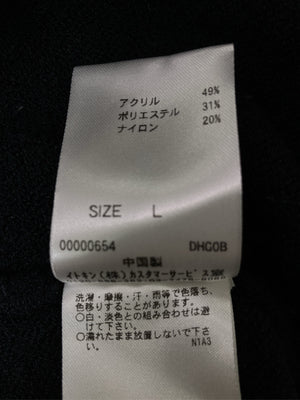 アクリル 49%
ポリエステル 31%
ナイロン 20%
SIZE L
00000654 DHG0B
中国製
イトキン(株)カスタマーサービス
洗濯・摩擦・汗・雨等で色落ち、
色移りすることがあります。
○白・淡色との組み合わせは避
けて下さい。
○濡れたまま放置しないで下さ
い。 N1A3